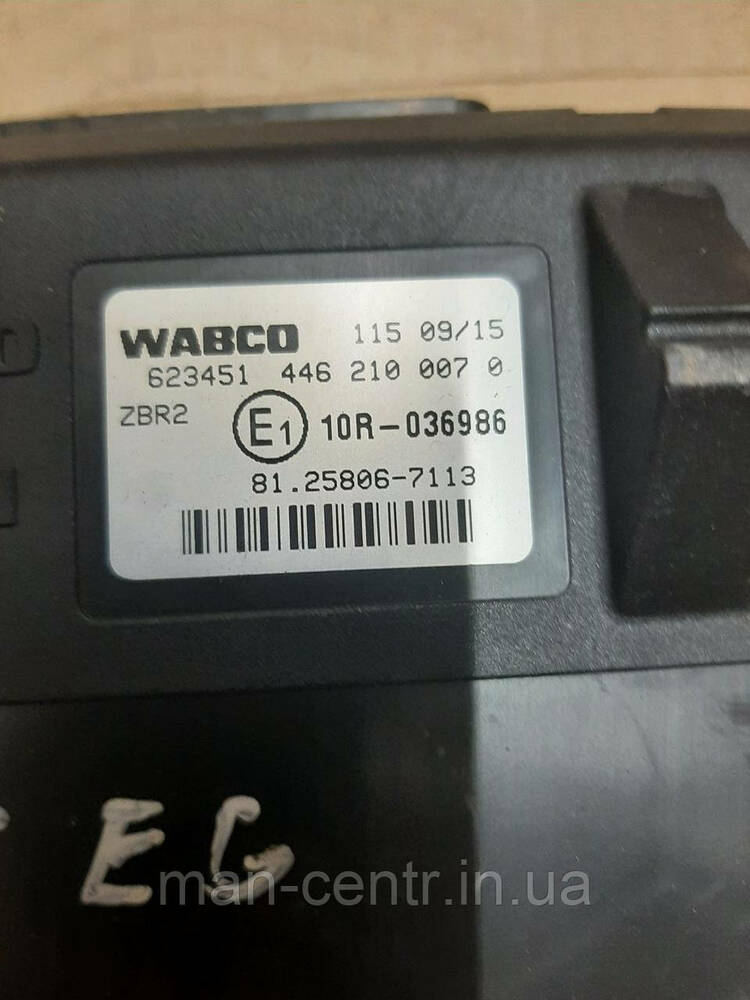 WABCO 115 09/15
623451 446 210 007 0
ZBR2 E1 10R-036986
81.25806-7113
EG
man-centr.in.ua